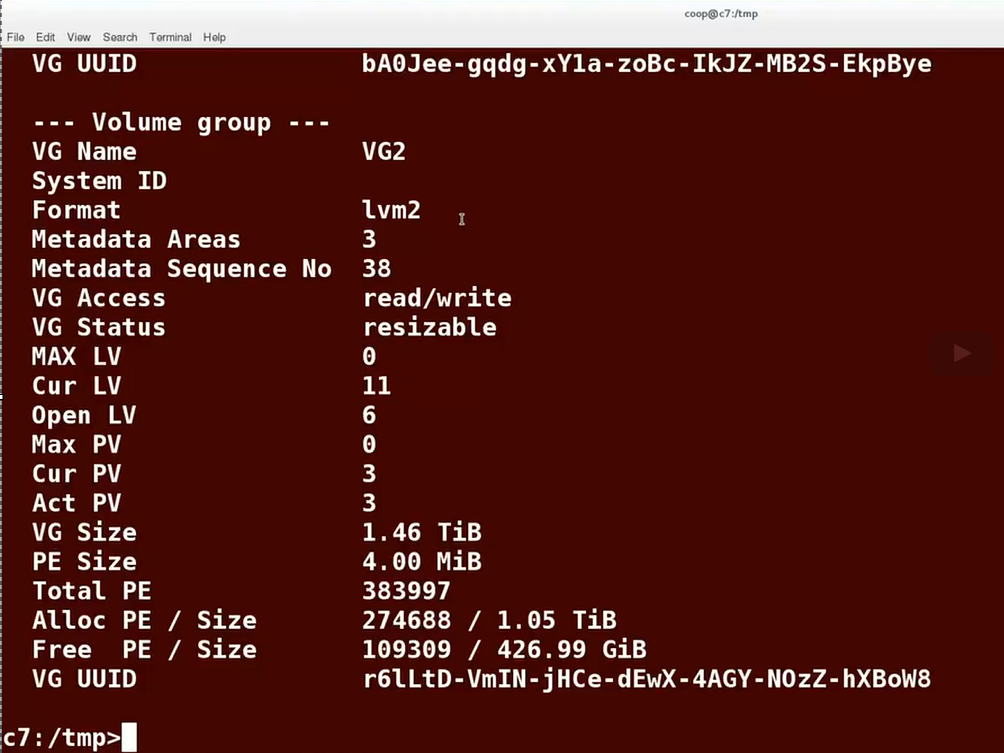 coop@c7:/tmp
File Edit View Search Terminal Help
VG UUID bA0Jee-gqdg-xY1a-zoBc-IkJZ-MB2S-EkpBye
--- Volume group ---
VG Name VG2
System ID
Format lvm2
Metadata Areas 3
Metadata Sequence No 38
VG Access read/write
VG Status resizable
MAX LV 0
Cur LV 11
Open LV 6
Max PV 0
Cur PV 3
Act PV 3
VG Size 1.46 TiB
PE Size 4.00 MiB
Total PE 383997
Alloc PE / Size 274688 / 1.05 TiB
Free  PE / Size 109309 / 426.99 GiB
VG UUID r6lLtD-VmIN-jHCe-dEwX-4AGY-NOzZ-hXBoW8
c7:/tmp>